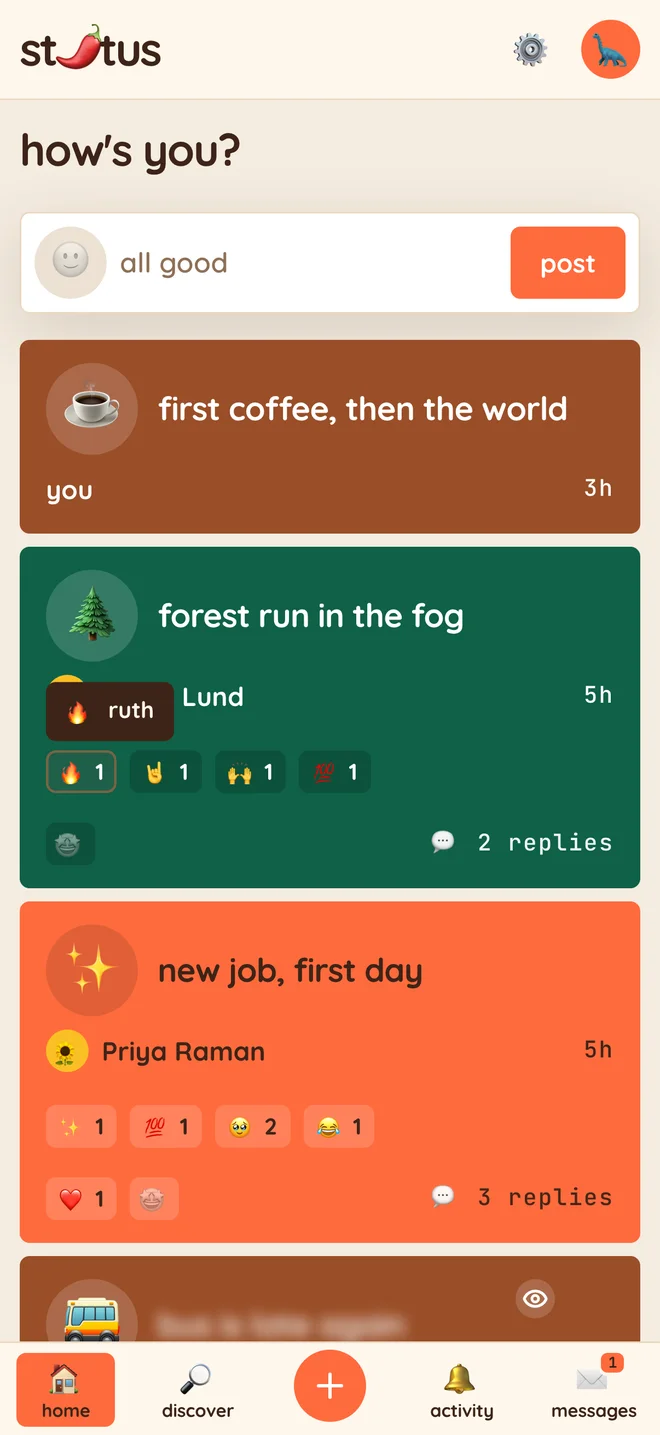 st🌶️tus
how's you?
all good
post
first coffee, then the world
you
3h
forest run in the fog
Lund
5h
🔥 ruth
🔥 1
🤘 1
🙌 1
💯 1
💬 2 replies
new job, first day
Priya Raman
5h
✨ 1
💯 1
🥹 2
😂 1
❤️ 1
💬 3 replies
home
discover
activity
messages
1